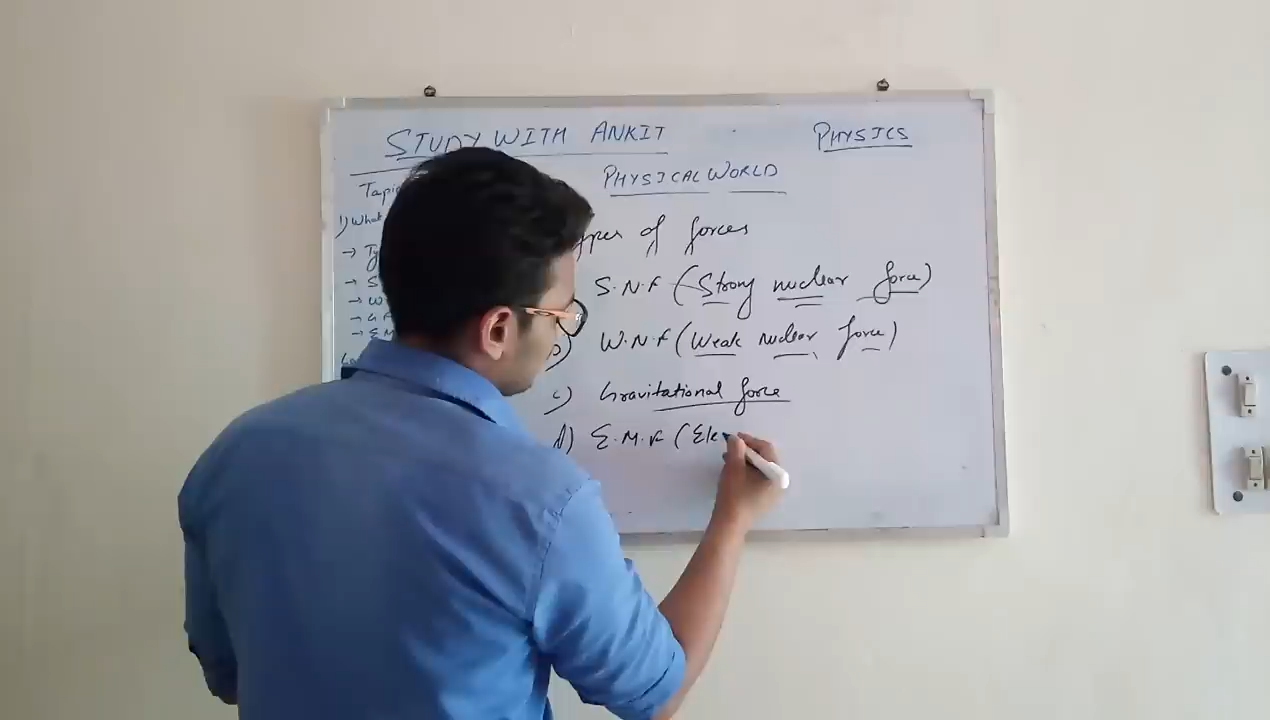 STUDY WITH ANKIT
PHYSICS
PHYSICAL WORLD
Topi
1) What
→ Ty
→ S
→ W
→ G
→ E M
ypes of forces
S.N.F (Strong nuclear force)
b) W.N.F (Weak nuclear force)
c) Gravitational force
d) E.M.F (Ele